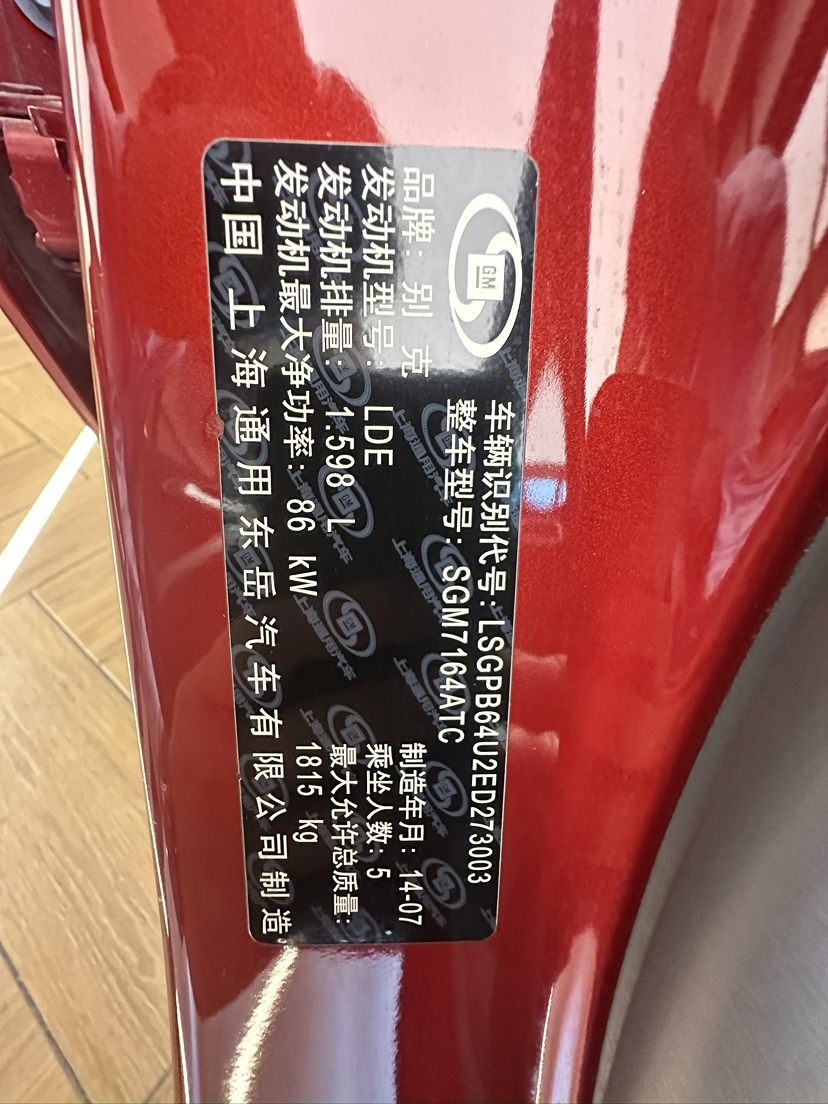 GM
车辆识别代号:LSGPB64U2ED273003
整车型号:SGM7164ATC
品牌: 别 克
制造年月: 14-07
发动机型号: LDE
乘坐人数: 5
发动机排量: 1.598 L
最大允许总质量:
发动机最大净功率: 86 kW
1815 kg
中国 上海通用东岳汽车有限公司制造